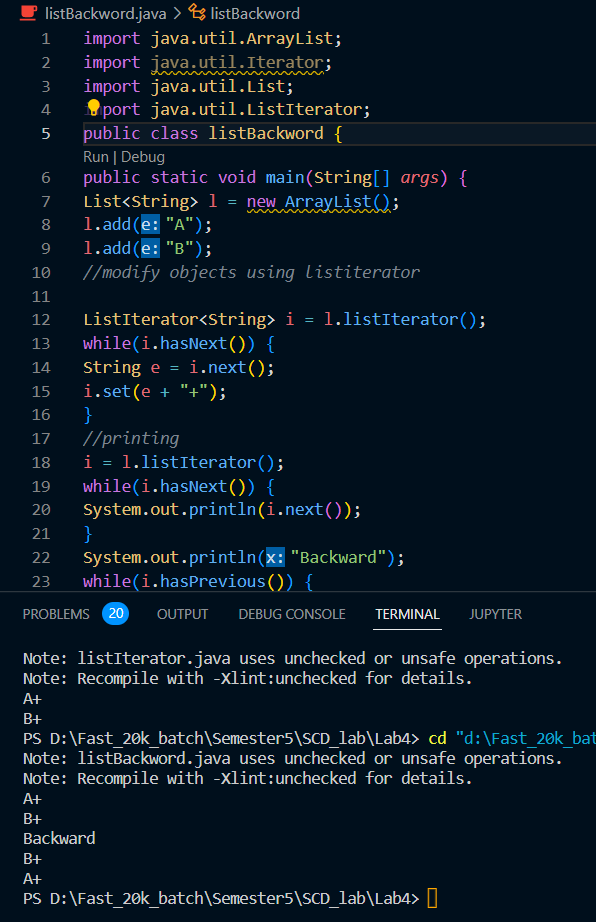 listBackword.java > listBackword
1 import java.util.ArrayList;
2 import java.util.Iterator;
3 import java.util.List;
4 port java.util.ListIterator;
5 public class listBackword {
Run | Debug
6 public static void main(String[] args) {
7 List<String> l = new ArrayList();
8 l.add(e: "A");
9 l.add(e: "B");
10 //modify objects using listiterator
11
12 ListIterator<String> i = l.listIterator();
13 while(i.hasNext()) {
14 String e = i.next();
15 i.set(e + "+");
16 }
17 //printing
18 i = l.listIterator();
19 while(i.hasNext()) {
20 System.out.println(i.next());
21 }
22 System.out.println(x: "Backward");
23 while(i.hasPrevious()) {
PROBLEMS 20 OUTPUT DEBUG CONSOLE TERMINAL JUPYTER
Note: listIterator.java uses unchecked or unsafe operations.
Note: Recompile with -Xlint:unchecked for details.
A+
B+
PS D:\Fast_20k_batch\Semester5\SCD_lab\Lab4> cd "d:\Fast_20k_bat
Note: listBackword.java uses unchecked or unsafe operations.
Note: Recompile with -Xlint:unchecked for details.
A+
B+
Backward
B+
A+
PS D:\Fast_20k_batch\Semester5\SCD_lab\Lab4>